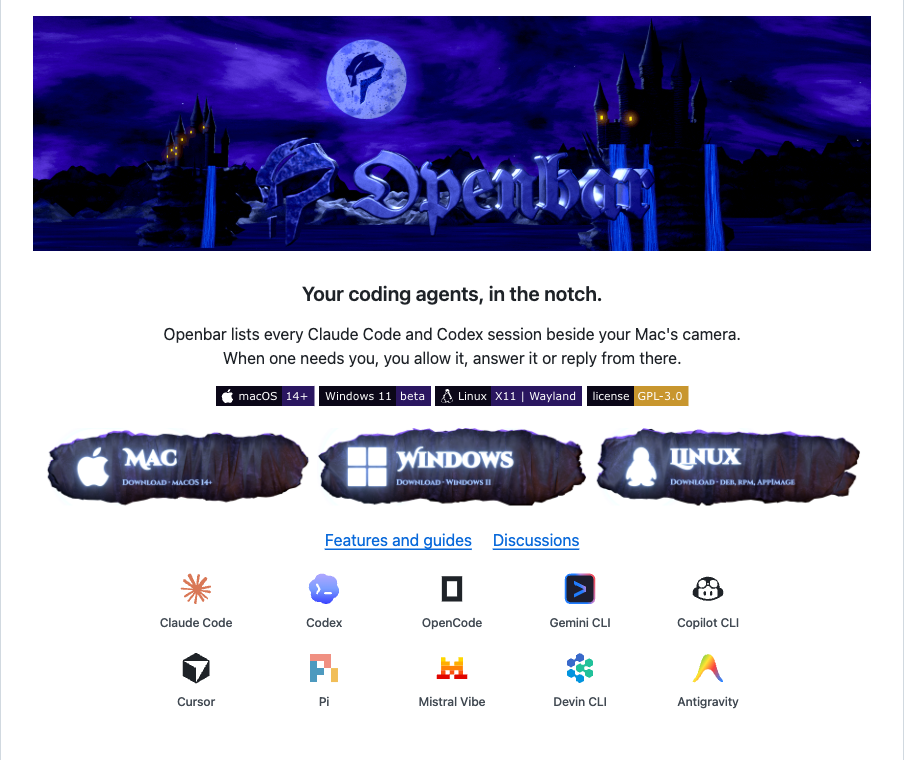 Openbar
Your coding agents, in the notch.
Openbar lists every Claude Code and Codex session beside your Mac's camera.
When one needs you, you allow it, answer it or reply from there.
macOS 14+ Windows 11 beta Linux X11 | Wayland license GPL-3.0
Mac
Download · macOS 14+
Windows
Download · Windows 11
Linux
Download · deb, rpm, AppImage
Features and guides Discussions
Claude Code Codex OpenCode Gemini CLI Copilot CLI
Cursor Pi Mistral Vibe Devin CLI Antigravity